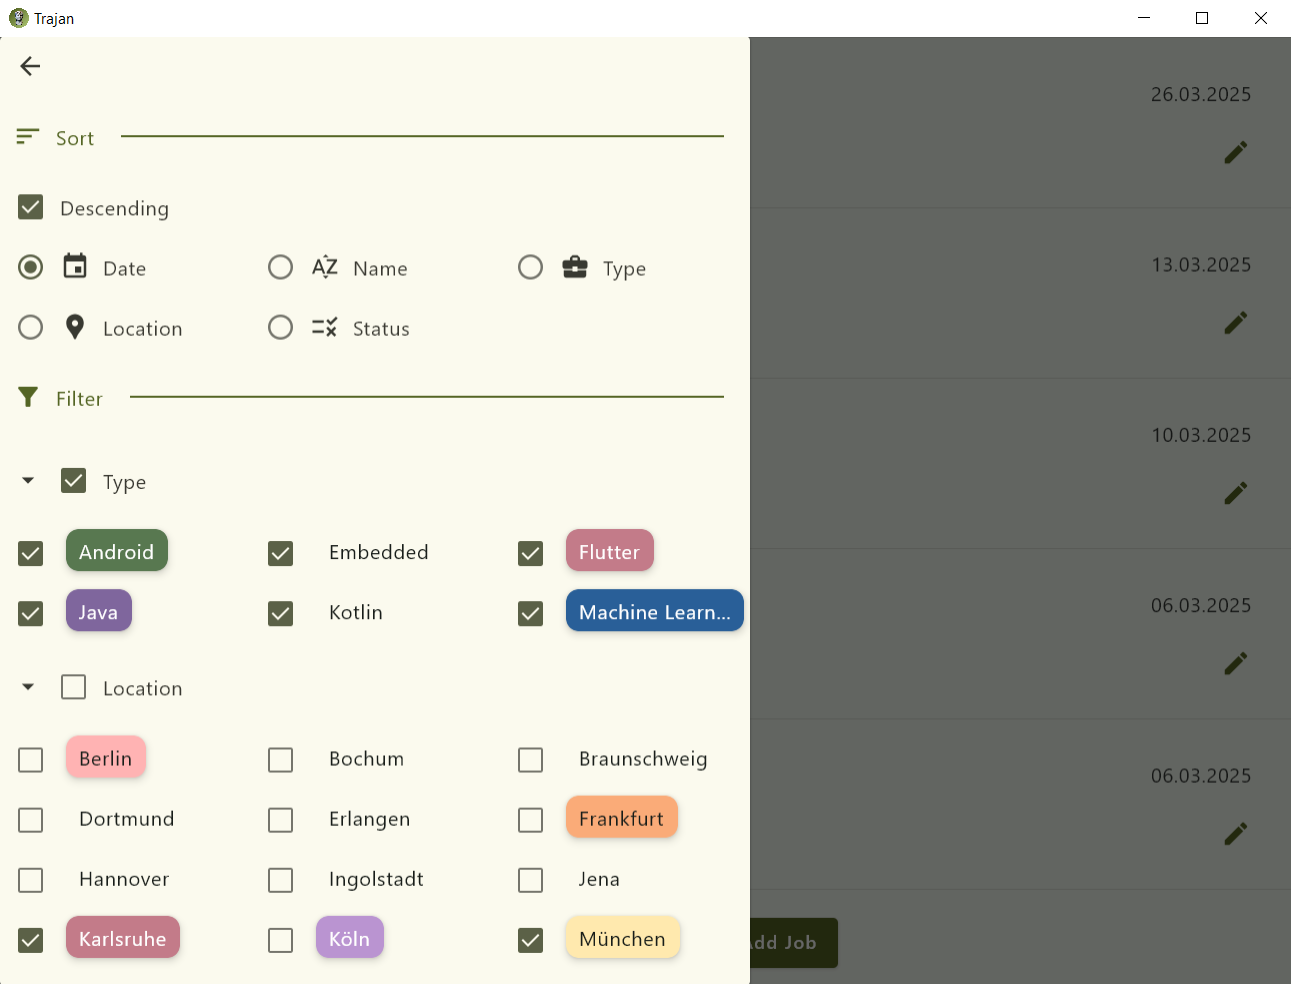 Trajan
26.03.2025
Sort
Descending
13.03.2025
Date Name Type
Location Status
Filter
10.03.2025
Type
Android Embedded Flutter
Java Kotlin Machine Learn...
06.03.2025
Location
Berlin Bochum Braunschweig
06.03.2025
Dortmund Erlangen Frankfurt
Hannover Ingolstadt Jena
Karlsruhe Köln München
Add Job